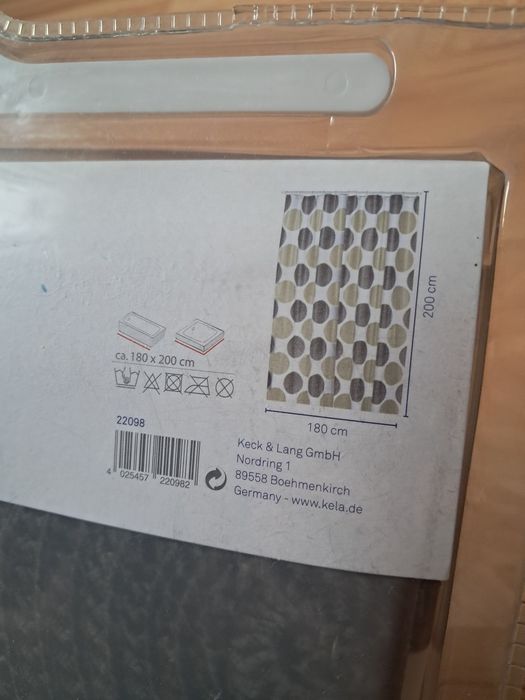 200 cm
180 cm
ca. 180 x 200 cm
22098
4 025457 220982
Keck & Lang GmbH
Nordring 1
89558 Boehmenkirch
Germany - www.kela.de